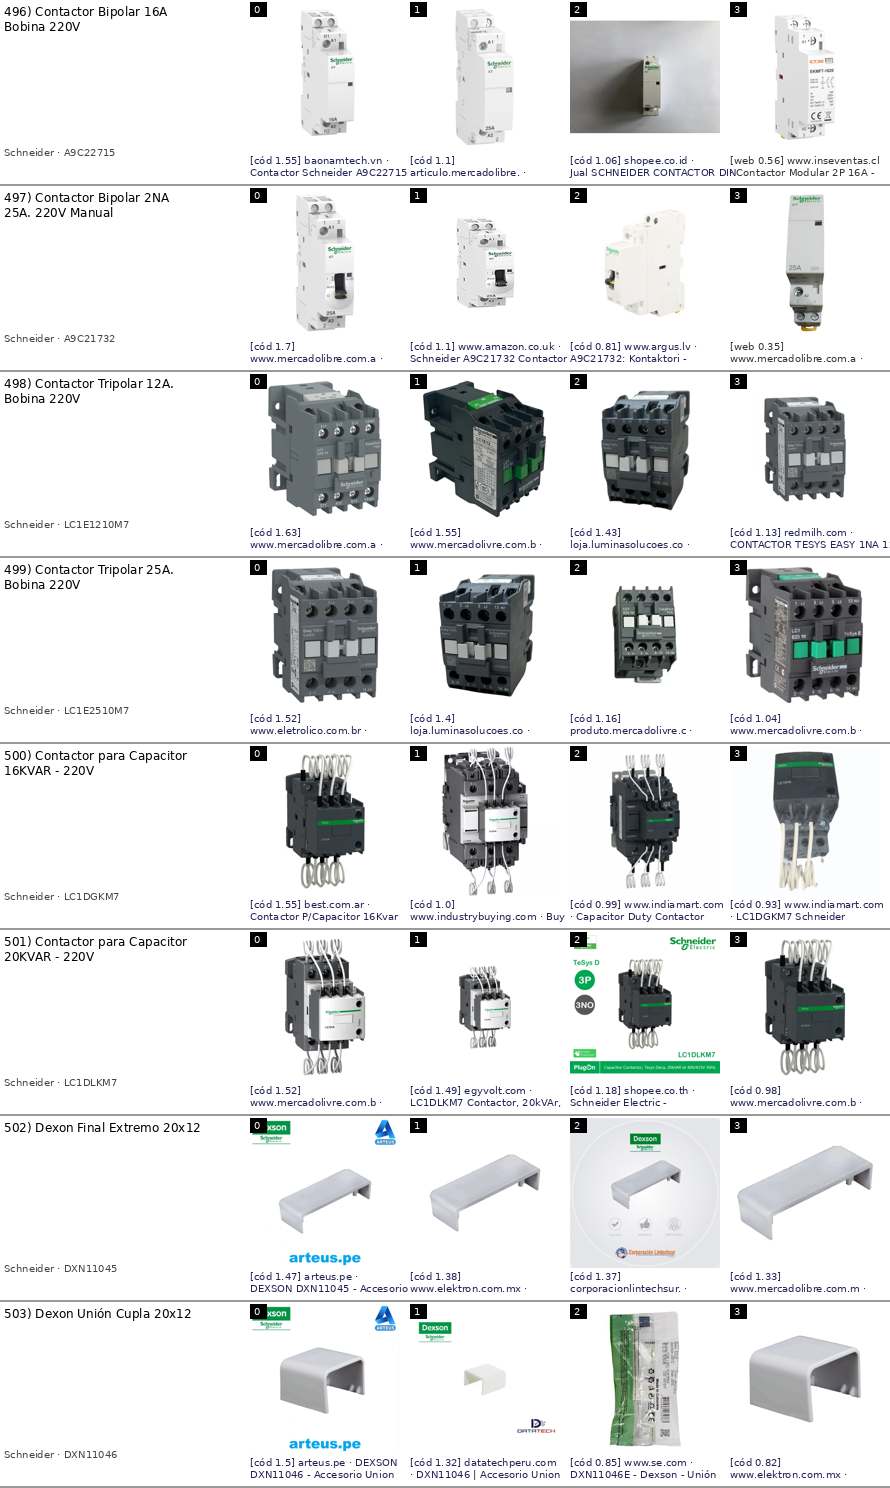 496) Contactor Bipolar 16A
Bobina 220V
Schneider · A9C22715
0
1
2
3
[cód 1.55] baonamtech.vn ·
Contactor Schneider A9C22715
[cód 1.1]
articulo.mercadolibre. ·
[cód 1.06] shopee.co.id ·
Jual SCHNEIDER CONTACTOR DIN
[web 0.56] www.inseventas.cl
· Contactor Modular 2P 16A -
497) Contactor Bipolar 2NA
25A. 220V Manual
Schneider · A9C21732
0
1
2
3
[cód 1.7]
www.mercadolibre.com.a ·
[cód 1.1] www.amazon.co.uk ·
Schneider A9C21732 Contactor
[cód 0.81] www.argus.lv ·
A9C21732: Kontaktori -
[web 0.35]
www.mercadolibre.com.a ·
498) Contactor Tripolar 12A.
Bobina 220V
Schneider · LC1E1210M7
0
1
2
3
[cód 1.63]
www.mercadolibre.com.a ·
[cód 1.55]
www.mercadolivre.com.b ·
[cód 1.43]
loja.luminasolucoes.co ·
[cód 1.13] redmilh.com ·
CONTACTOR TESYS EASY 1NA 1
499) Contactor Tripolar 25A.
Bobina 220V
Schneider · LC1E2510M7
0
1
2
3
[cód 1.52]
www.eletrolico.com.br ·
[cód 1.4]
loja.luminasolucoes.co ·
[cód 1.16]
produto.mercadolivre.c ·
[cód 1.04]
www.mercadolivre.com.b ·
500) Contactor para Capacitor
16KVAR - 220V
Schneider · LC1DGKM7
0
1
2
3
[cód 1.55] best.com.ar ·
Contactor P/Capacitor 16Kvar
[cód 1.0]
www.industrybuying.com · Buy
[cód 0.99] www.indiamart.com
· Capacitor Duty Contactor
[cód 0.93] www.indiamart.com
· LC1DGKM7 Schneider
501) Contactor para Capacitor
20KVAR - 220V
Schneider · LC1DLKM7
0
1
2
3
Schneider
Electric
TeSys D
3P
3NO
LC1DLKM7
PlugOn
[cód 1.52]
www.mercadolivre.com.b ·
[cód 1.49] egyvolt.com ·
LC1DLKM7 Contactor, 20kVAr,
[cód 1.18] shopee.co.th ·
Schneider Electric -
[cód 0.98]
www.mercadolivre.com.b ·
502) Dexon Final Extremo 20x12
Schneider · DXN11045
0
1
2
3
ARTEUS
arteus.pe
Dexson
[cód 1.47] arteus.pe ·
DEXSON DXN11045 - Accesorio
[cód 1.38]
www.elektron.com.mx ·
[cód 1.37]
corporacionlintechsur. ·
[cód 1.33]
www.mercadolibre.com.m ·
503) Dexon Unión Cupla 20x12
Schneider · DXN11046
0
1
2
3
ARTEUS
arteus.pe
Dexson
DATATECH
[cód 1.5] arteus.pe · DEXSON
DXN11046 - Accesorio Union
[cód 1.32] datatechperu.com
· DXN11046 | Accesorio Union
[cód 0.85] www.se.com ·
DXN11046E - Dexson - Unión
[cód 0.82]
www.elektron.com.mx ·